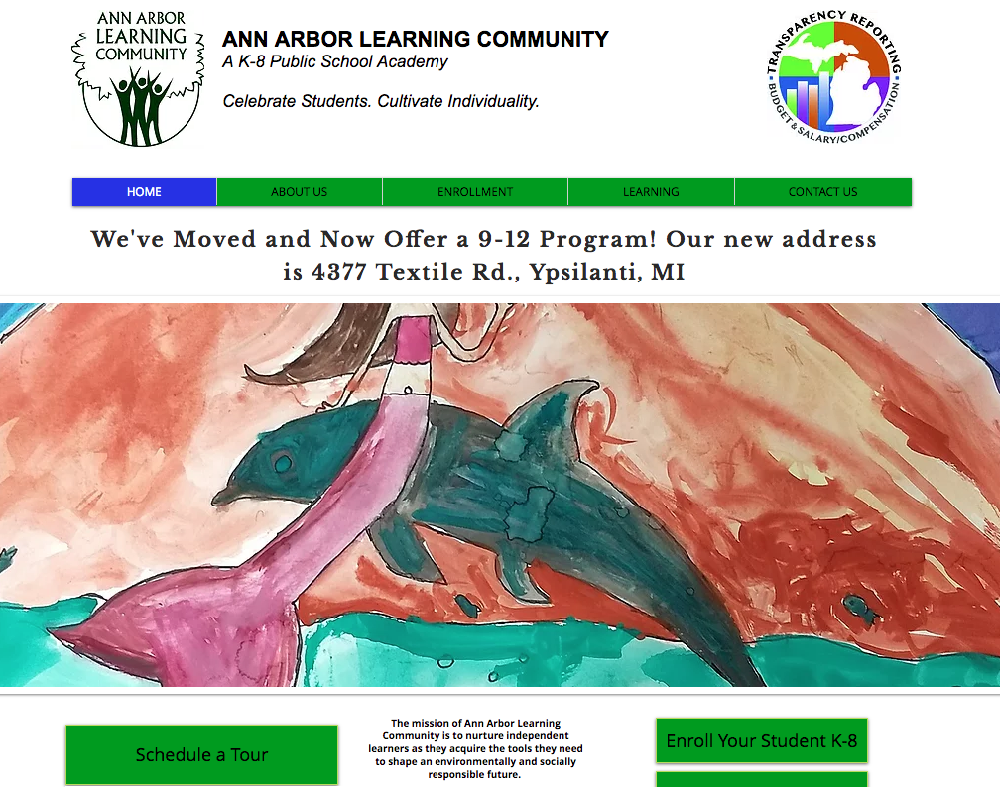 ANN ARBOR
LEARNING
COMMUNITY
ANN ARBOR LEARNING COMMUNITY
A K-8 Public School Academy
Celebrate Students. Cultivate Individuality.
TRANSPARENCY REPORTING
BUDGET & SALARY/COMPENSATION
HOME
ABOUT US
ENROLLMENT
LEARNING
CONTACT US
We've Moved and Now Offer a 9-12 Program! Our new address
is 4377 Textile Rd., Ypsilanti, MI
Schedule a Tour
The mission of Ann Arbor Learning
Community is to nurture independent
learners as they acquire the tools they need
to shape an environmentally and socially
responsible future.
Enroll Your Student K-8